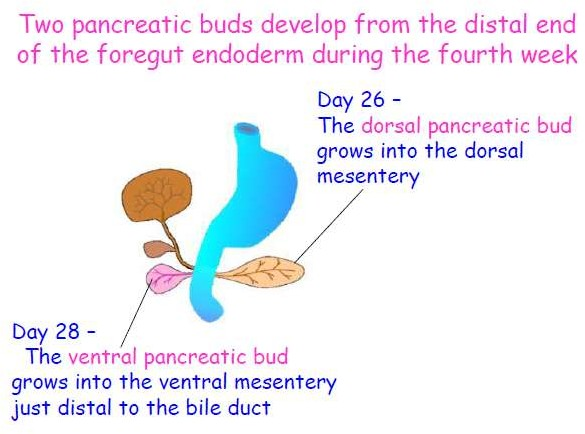 Two pancreatic buds develop from the distal end
of the foregut endoderm during the fourth week
Day 26 –
The dorsal pancreatic bud
grows into the dorsal
mesentery
Day 28 –
The ventral pancreatic bud
grows into the ventral mesentery
just distal to the bile duct